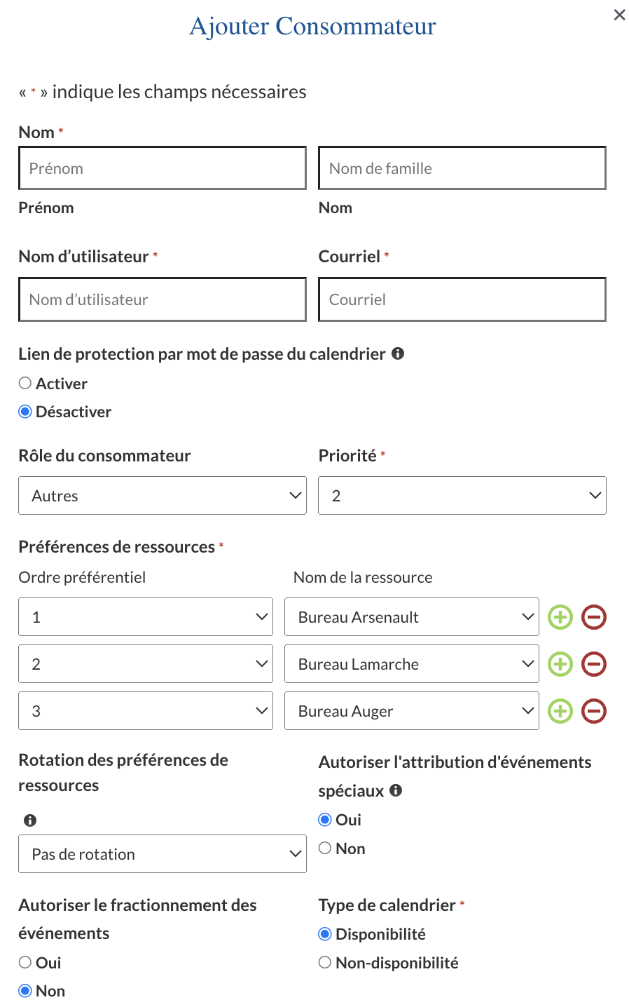 Ajouter Consommateur
« * » indique les champs nécessaires
Nom *
Prénom
Nom de famille
Prénom
Nom
Nom d’utilisateur *
Courriel *
Nom d’utilisateur
Courriel
Lien de protection par mot de passe du calendrier
Activer
Désactiver
Rôle du consommateur
Priorité *
Autres
2
Préférences de ressources *
Ordre préférentiel
Nom de la ressource
1
Bureau Arsenault
2
Bureau Lamarche
3
Bureau Auger
Rotation des préférences de
ressources
Pas de rotation
Autoriser l'attribution d'événements
spéciaux
Oui
Non
Autoriser le fractionnement des
événements
Oui
Non
Type de calendrier *
Disponibilité
Non-disponibilité